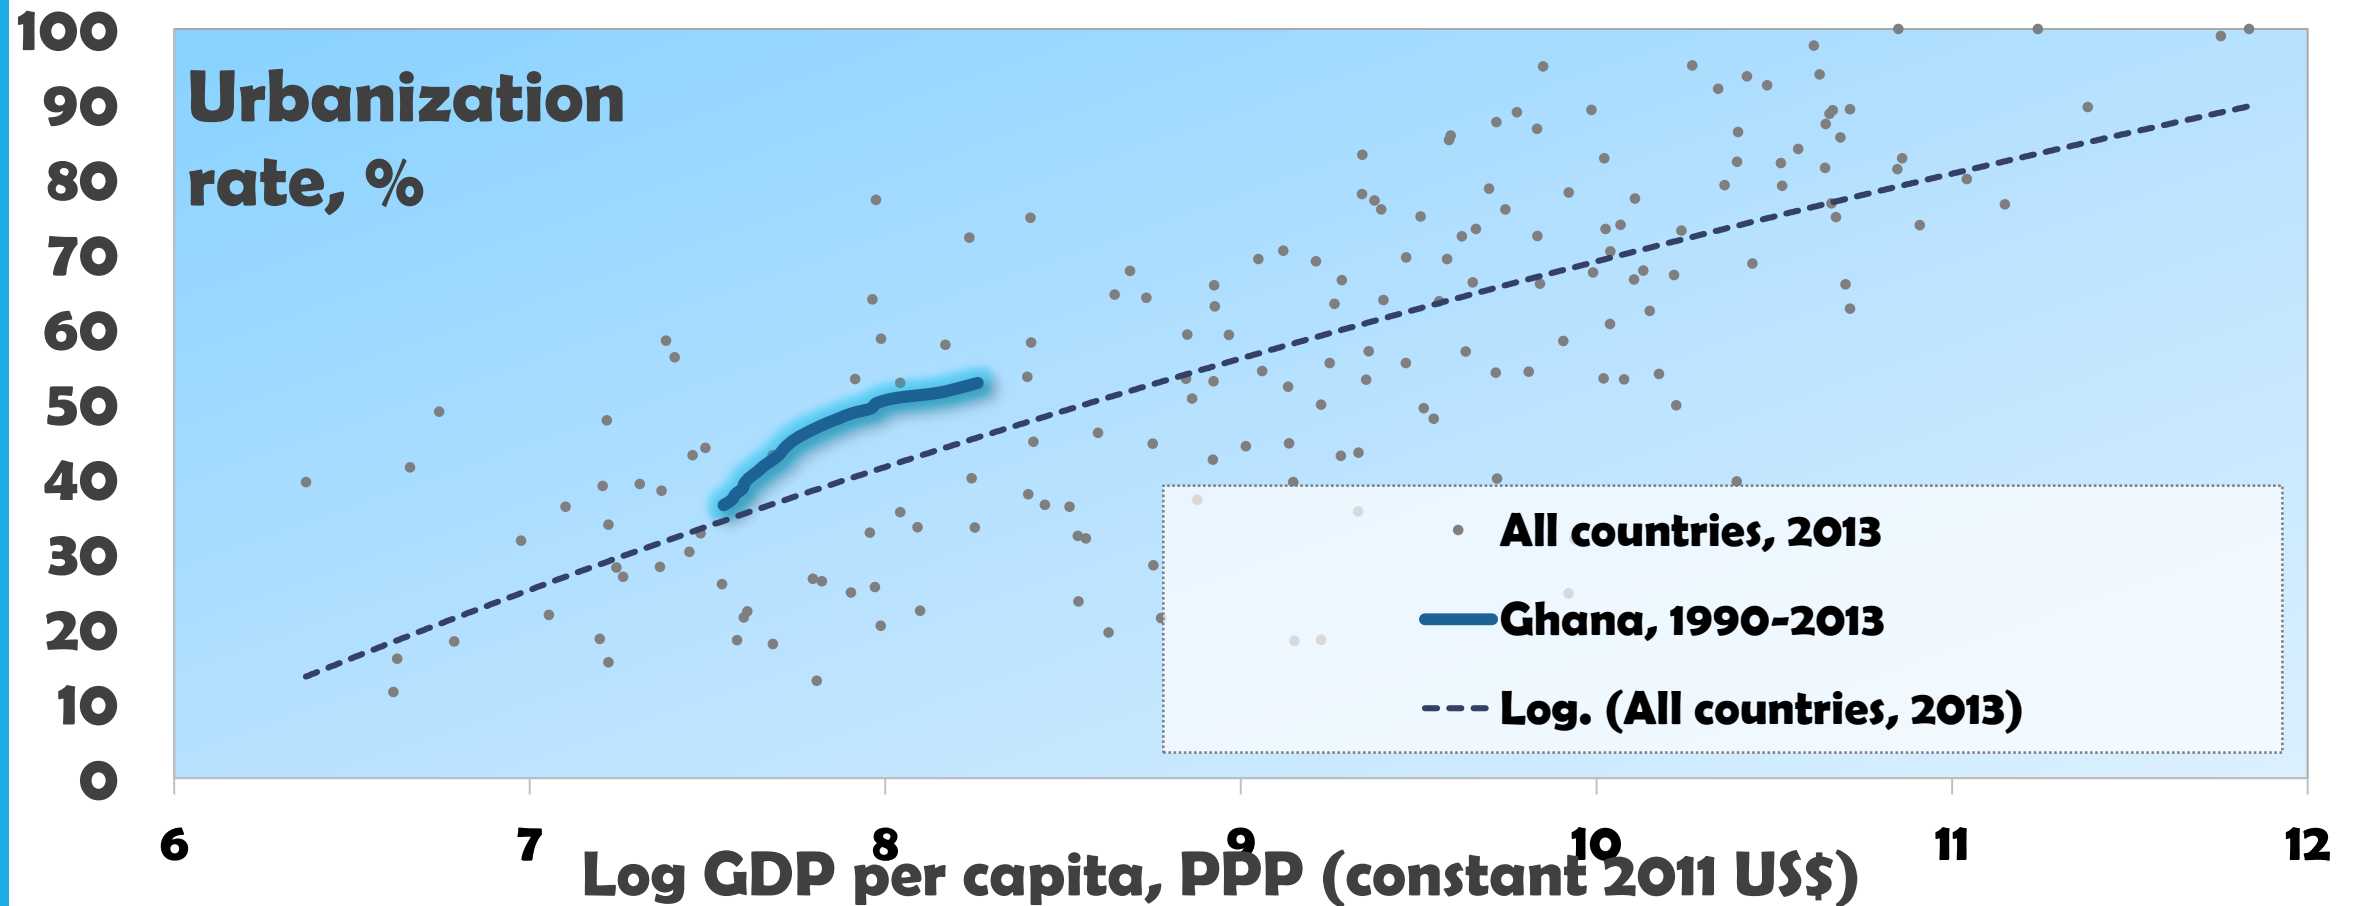 100
90
80
70
60
50
40
30
20
10
0
Urbanization
rate, %
All countries, 2013
Ghana, 1990-2013
Log. (All countries, 2013)
6 7 8 9 10 11 12
Log GDP per capita, PPP (constant 2011 US$)